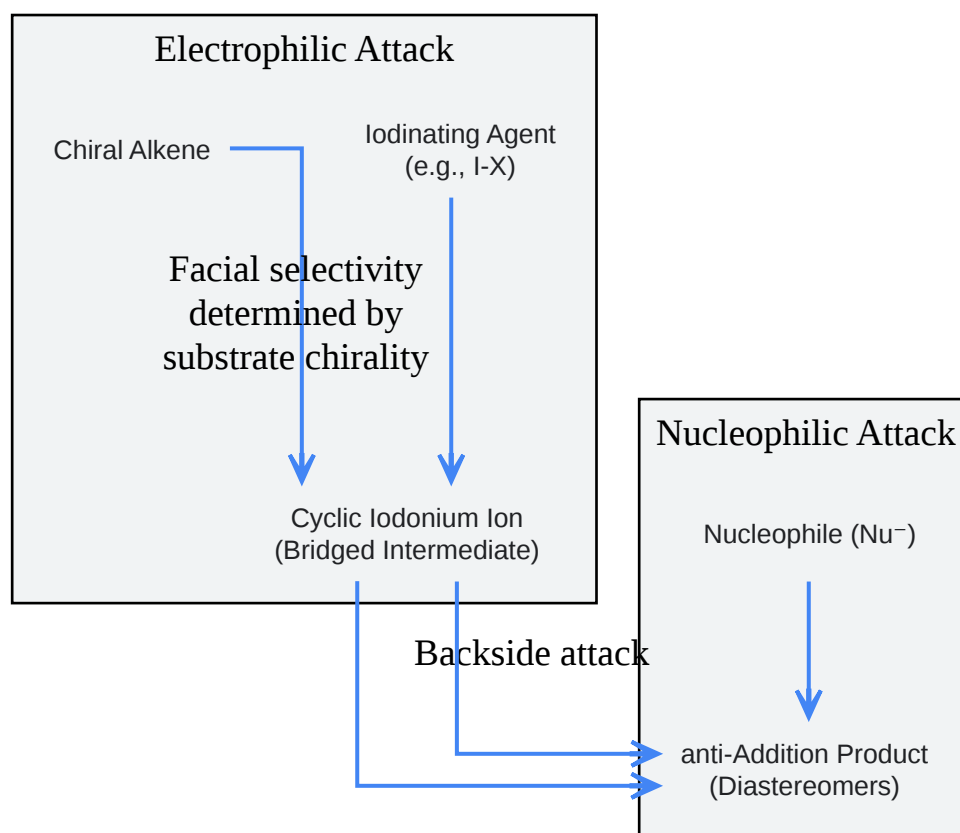 Electrophilic Attack
Chiral Alkene
Iodinating Agent
(e.g., I-X)
Facial selectivity
determined by
substrate chirality
Cyclic Iodonium Ion
(Bridged Intermediate)
Nucleophilic Attack
Nucleophile (Nu⁻)
Backside attack
anti-Addition Product
(Diastereomers)